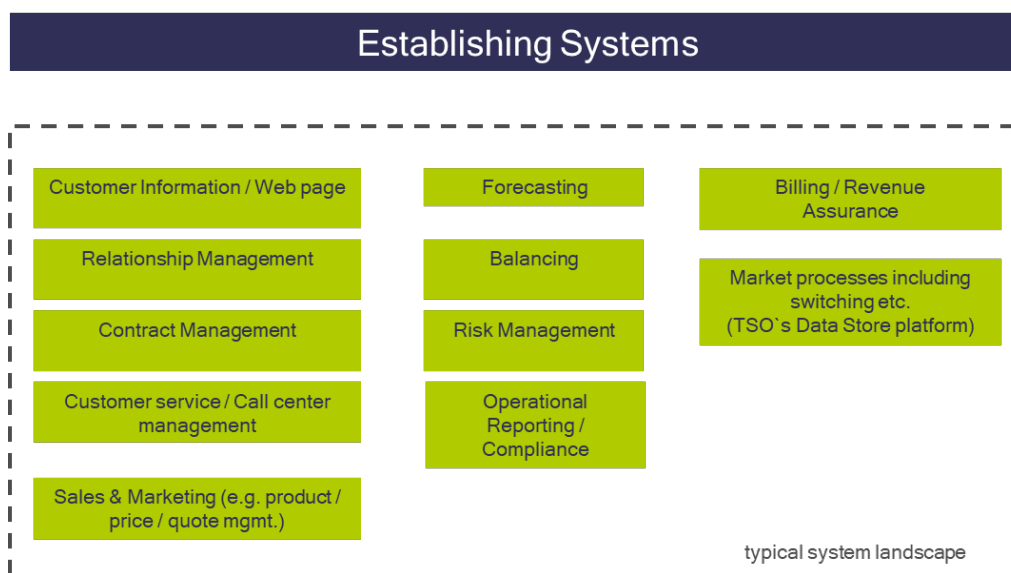 Establishing Systems
Customer Information / Web page
Relationship Management
Contract Management
Customer service / Call center
management
Sales & Marketing (e.g. product /
price / quote mgmt.)
Forecasting
Balancing
Risk Management
Operational
Reporting /
Compliance
Billing / Revenue
Assurance
Market processes including
switching etc.
(TSO`s Data Store platform)
typical system landscape